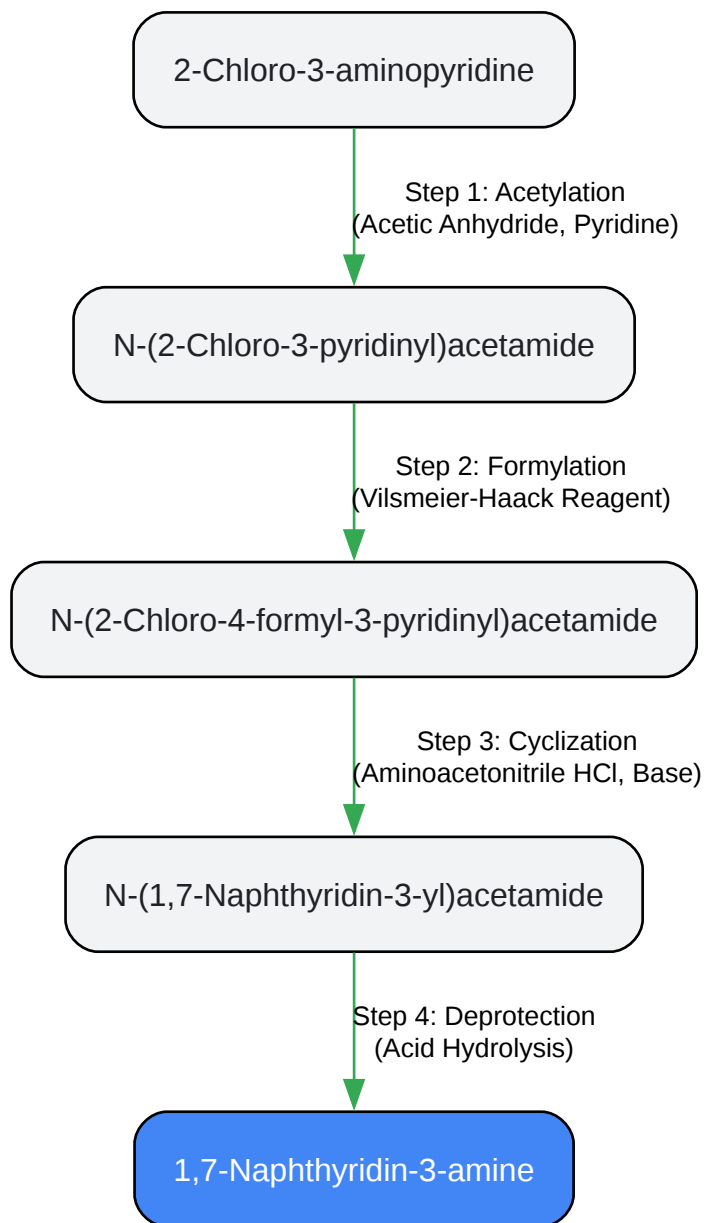 2-Chloro-3-aminopyridine
Step 1: Acetylation
(Acetic Anhydride, Pyridine)
N-(2-Chloro-3-pyridinyl)acetamide
Step 2: Formylation
(Vilsmeier-Haack Reagent)
N-(2-Chloro-4-formyl-3-pyridinyl)acetamide
Step 3: Cyclization
(Aminoacetonitrile HCl, Base)
N-(1,7-Naphthyridin-3-yl)acetamide
Step 4: Deprotection
(Acid Hydrolysis)
1,7-Naphthyridin-3-amine